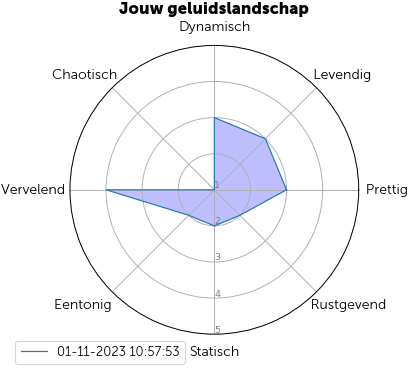 Jouw geluidslandschap
Dynamisch
Chaotisch
Levendig
Vervelend
1
Prettig
2
3
4
Eentonig
Rustgevend
5
01-11-2023 10:57:53
Statisch